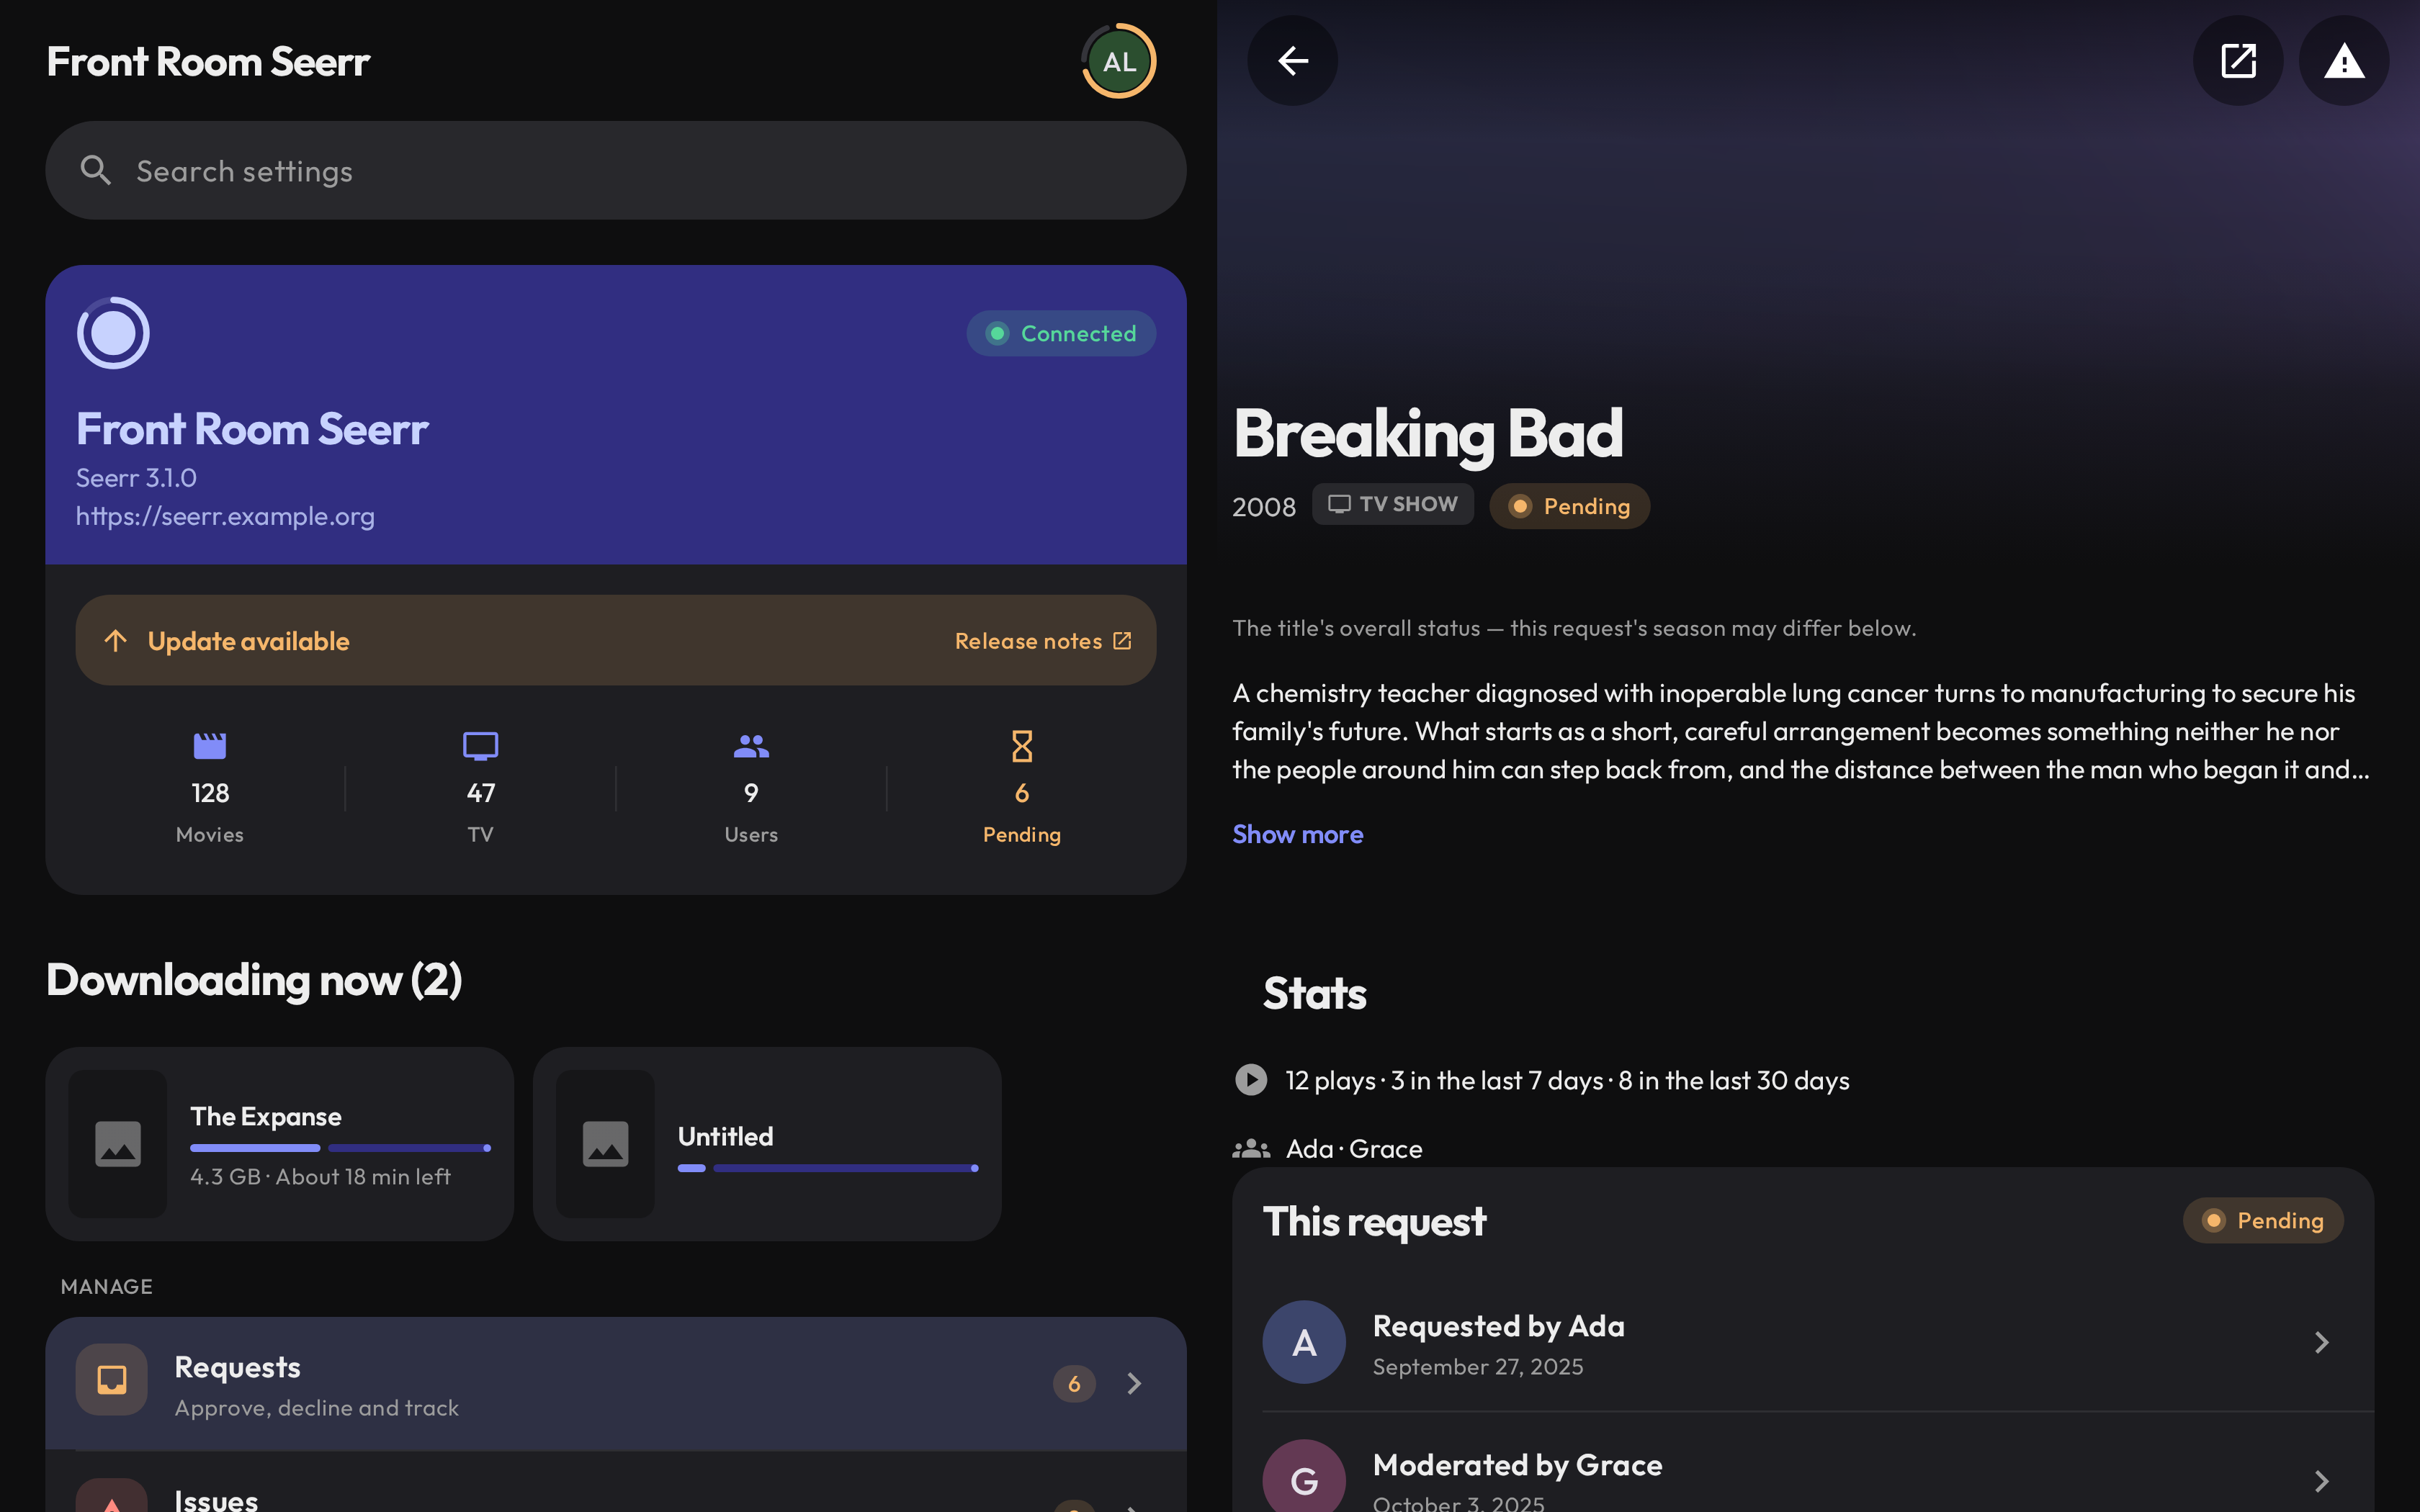 Front Room Seerr
AL
Search settings
Connected
Front Room Seerr
Seerr 3.1.0
https://seerr.example.org
Update available
Release notes
128
47
9
6
Movies
TV
Users
Pending
Downloading now (2)
The Expanse
4.3 GB · About 18 min left
Untitled
MANAGE
Requests
Approve, decline and track
6
Issues
Breaking Bad
2008
TV SHOW
Pending
The title's overall status — this request's season may differ below.
A chemistry teacher diagnosed with inoperable lung cancer turns to manufacturing to secure his
family's future. What starts as a short, careful arrangement becomes something neither he nor
the people around him can step back from, and the distance between the man who began it and…
Show more
Stats
12 plays · 3 in the last 7 days · 8 in the last 30 days
Ada · Grace
This request
Pending
A
Requested by Ada
September 27, 2025
G
Moderated by Grace
October 3, 2025